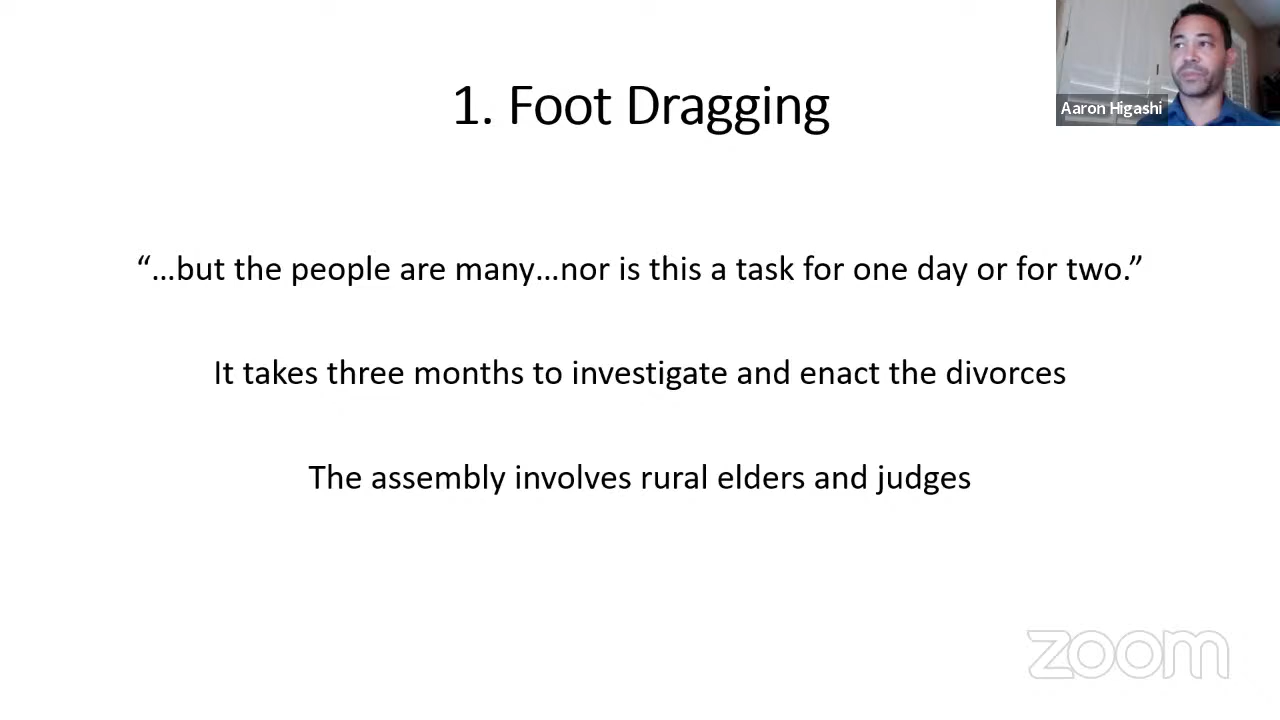 1. Foot Dragging
Aaron Higashi
“…but the people are many…nor is this a task for one day or for two.”
It takes three months to investigate and enact the divorces
The assembly involves rural elders and judges
zoom